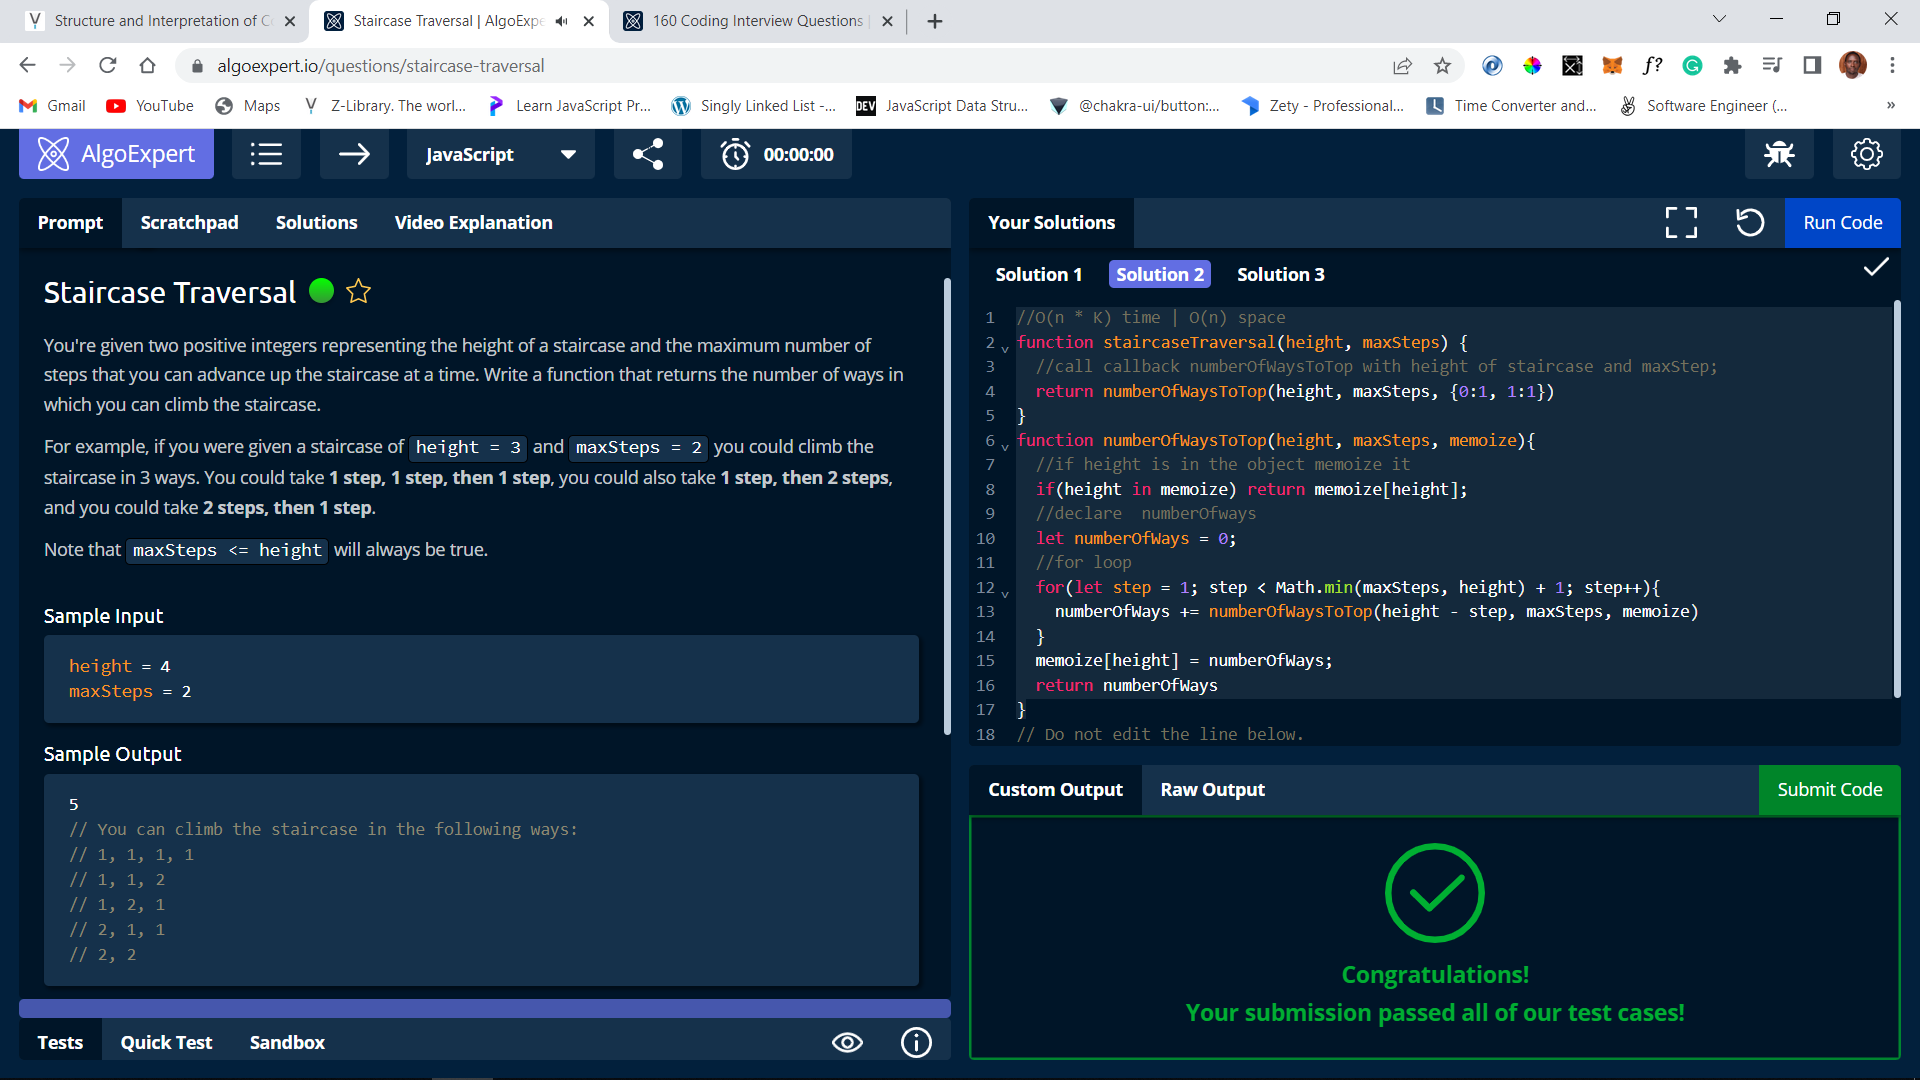 Structure and Interpretation of C
Staircase Traversal | AlgoExpe
160 Coding Interview Questions |
algoexpert.io/questions/staircase-traversal
f?
Gmail
YouTube
Maps
Z-Library. The worl...
Learn JavaScript Pr...
Singly Linked List -...
DEV JavaScript Data Stru...
@chakra-ui/button:...
Zety - Professional...
Time Converter and...
Software Engineer (...
»
AlgoExpert
JavaScript
00:00:00
Prompt
Scratchpad
Solutions
Video Explanation
Staircase Traversal
You're given two positive integers representing the height of a staircase and the maximum number of
steps that you can advance up the staircase at a time. Write a function that returns the number of ways in
which you can climb the staircase.
For example, if you were given a staircase of height = 3 and maxSteps = 2 you could climb the
staircase in 3 ways. You could take 1 step, 1 step, then 1 step, you could also take 1 step, then 2 steps,
and you could take 2 steps, then 1 step.
Note that maxSteps <= height will always be true.
Sample Input
height = 4
maxSteps = 2
Sample Output
5
// You can climb the staircase in the following ways:
// 1, 1, 1, 1
// 1, 1, 2
// 1, 2, 1
// 2, 1, 1
// 2, 2
Tests
Quick Test
Sandbox
Your Solutions
Run Code
Solution 1
Solution 2
Solution 3
1 //O(n * K) time | O(n) space
2 function staircaseTraversal(height, maxSteps) {
3 //call callback numberOfWaysToTop with height of staircase and maxStep;
4 return numberOfWaysToTop(height, maxSteps, {0:1, 1:1})
5 }
6 function numberOfWaysToTop(height, maxSteps, memoize){
7 //if height is in the object memoize it
8 if(height in memoize) return memoize[height];
9 //declare  numberOfways
10 let numberOfWays = 0;
11 //for loop
12 for(let step = 1; step < Math.min(maxSteps, height) + 1; step++){
13 numberOfWays += numberOfWaysToTop(height - step, maxSteps, memoize)
14 }
15 memoize[height] = numberOfWays;
16 return numberOfWays
17 }
18 // Do not edit the line below.
Custom Output
Raw Output
Submit Code
Congratulations!
Your submission passed all of our test cases!